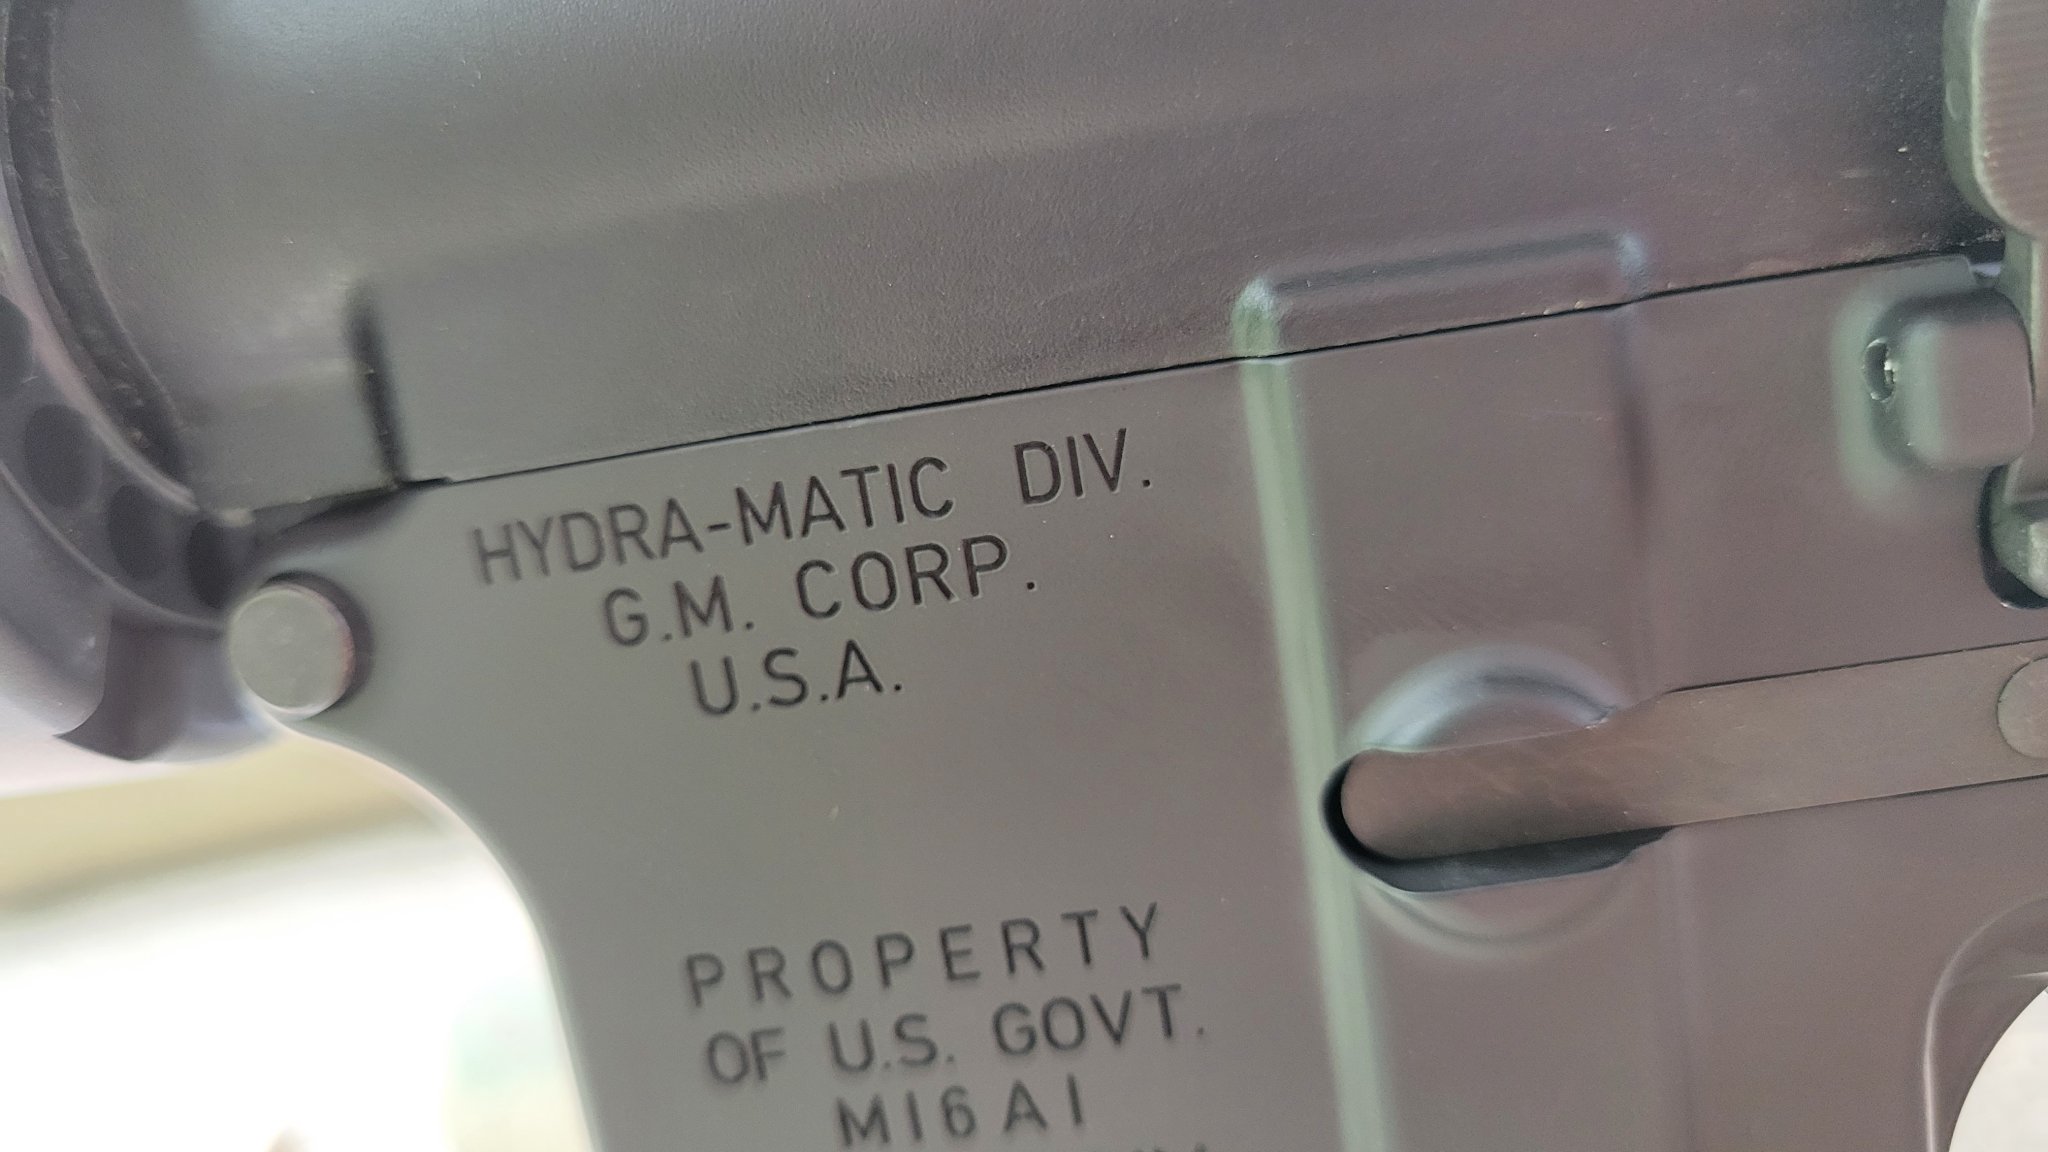 HYDRA-MATIC DIV.
G.M. CORP.
U.S.A.
PROPERTY
OF U.S. GOVT.
M16A1